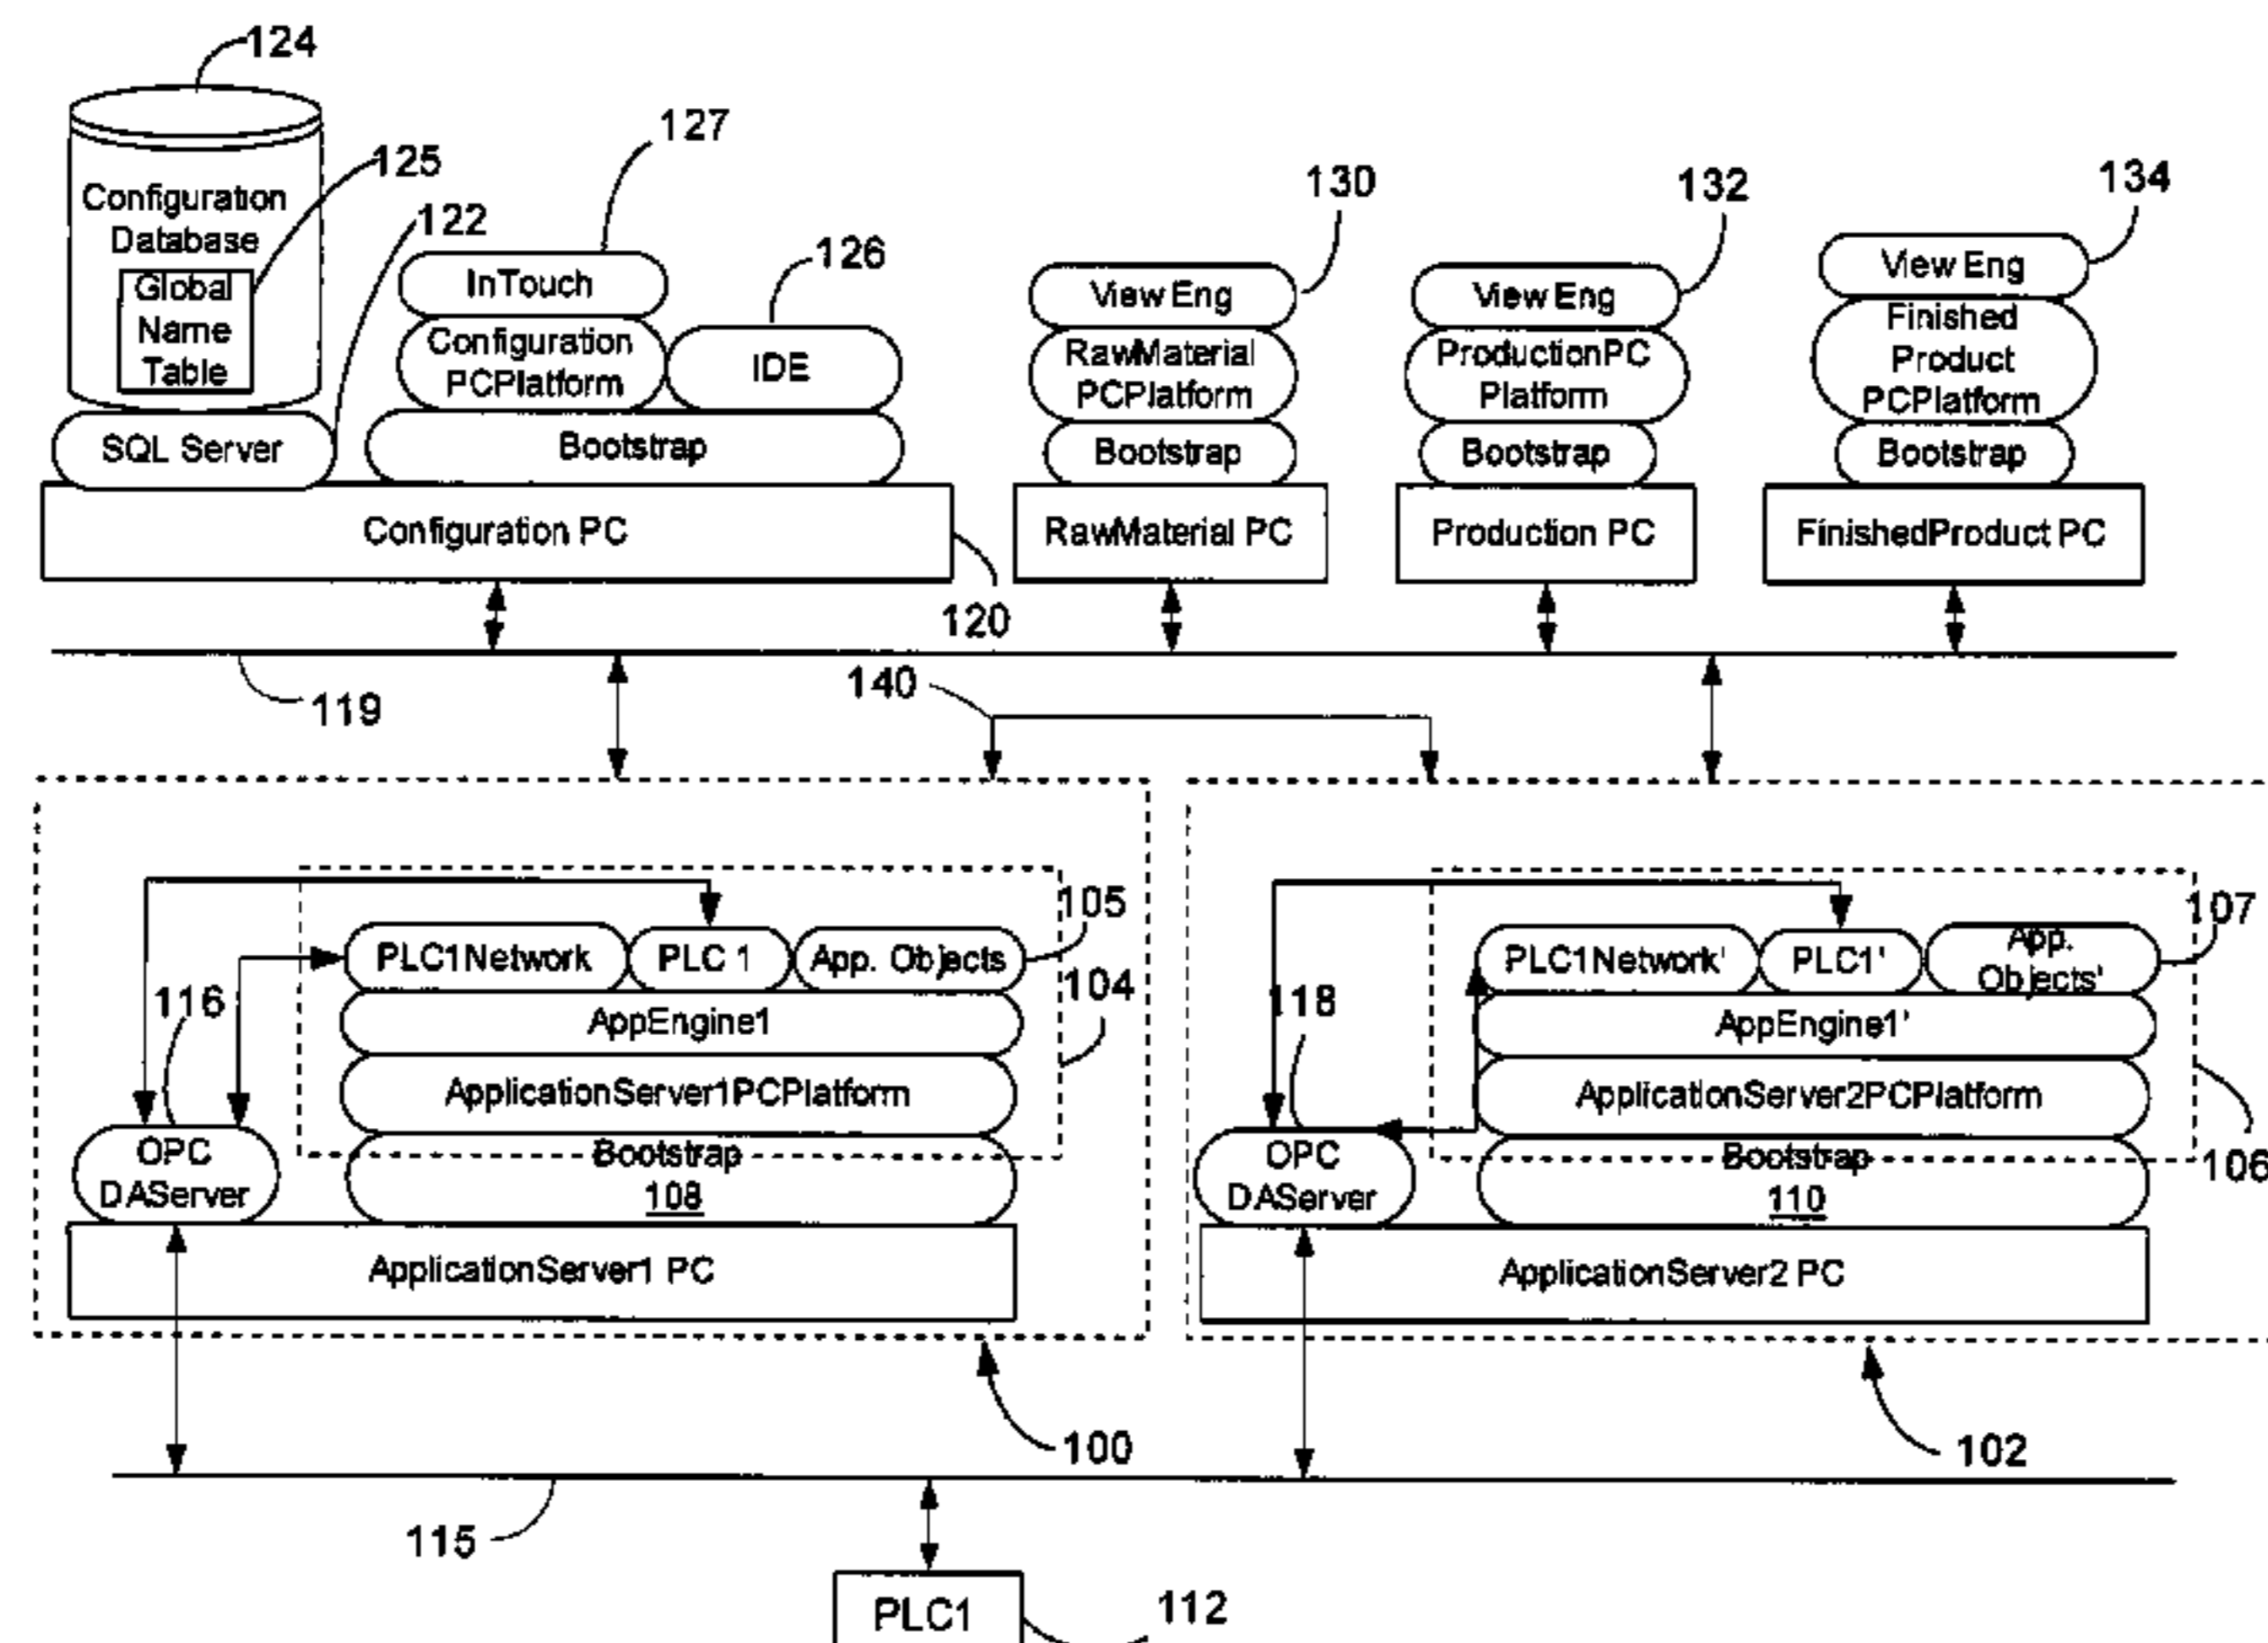 124
127
125
130
132
134
Configuration
Database
122
126
Global
Name
Table
InTouch
View Eng
View Eng
View Eng
Configuration
PCPlatform
IDE
RawMaterial
PCPlatform
ProductionPC
Platform
Finished
Product
PCPlatform
SQL Server
Bootstrap
Bootstrap
Bootstrap
Bootstrap
Configuration PC
RawMaterial PC
Production PC
FinishedProduct PC
120
119
140
105
107
PLC1Network
PLC 1
App. Objects
PLC1Network'
PLC1'
App.
Objects'
116
104
118
AppEngine1
AppEngine1'
ApplicationServer1PCPlatform
ApplicationServer2PCPlatform
106
OPC
DAServer
Bootstrap
108
OPC
DAServer
Bootstrap
110
ApplicationServer1 PC
ApplicationServer2 PC
100
102
115
PLC1
112